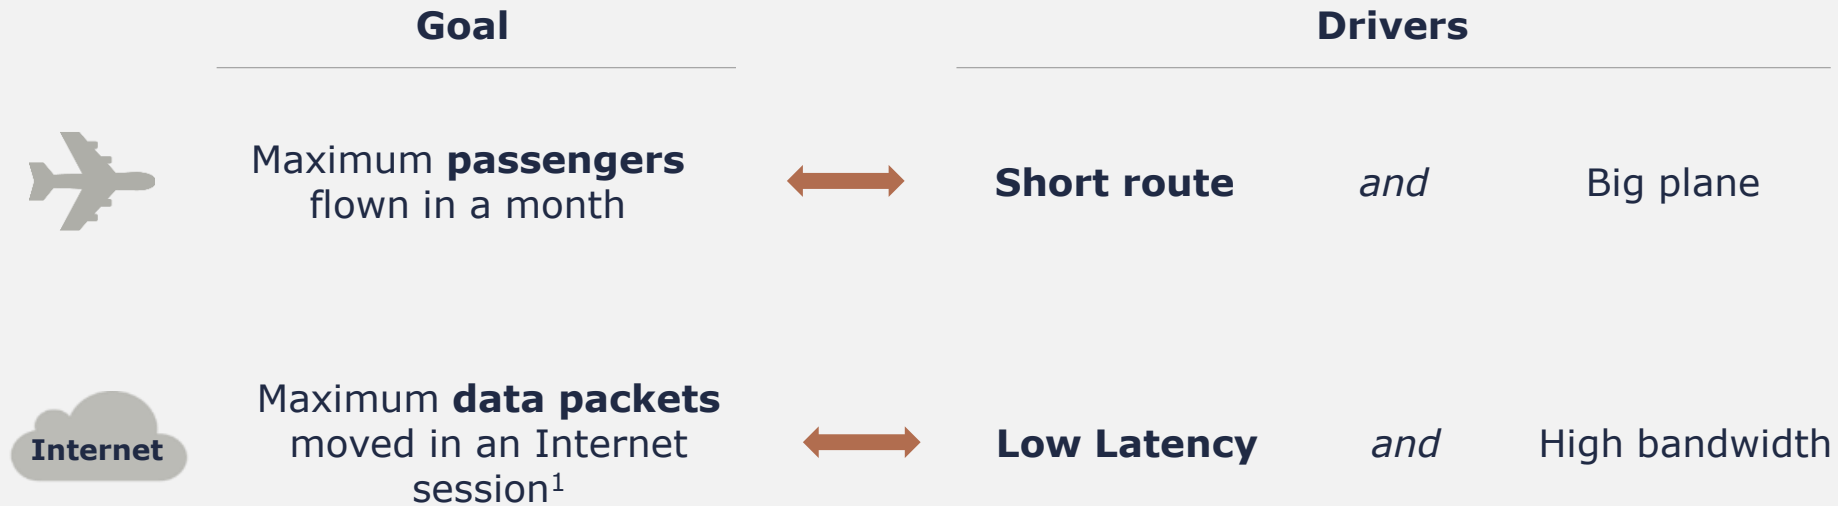 Goal
Drivers
Maximum passengers
flown in a month
Short route and Big plane
Internet
Maximum data packets
moved in an Internet
session¹
Low Latency and High bandwidth